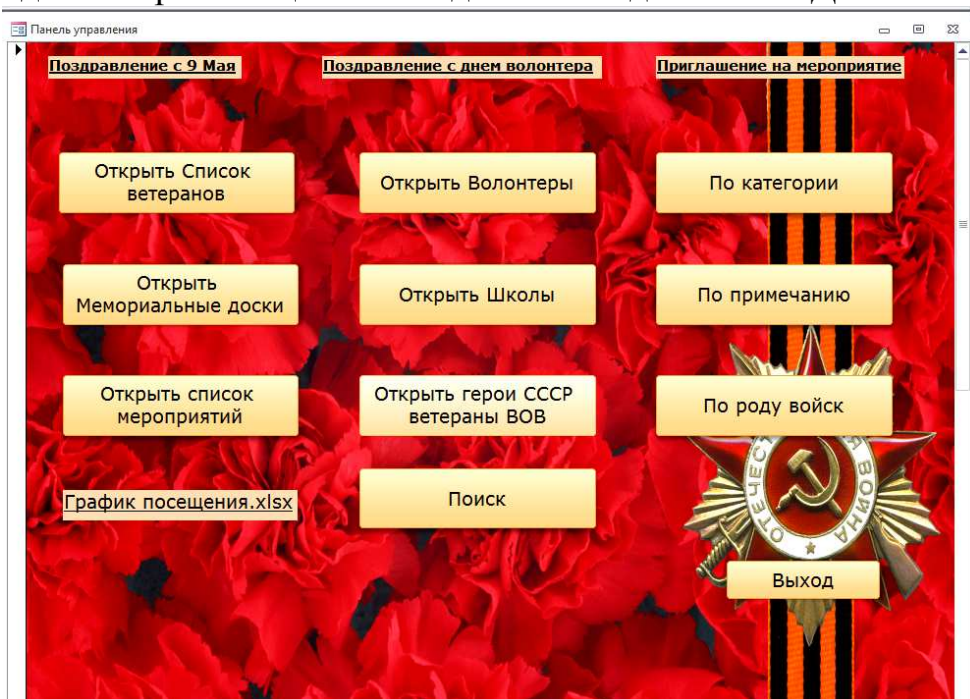 Панель управления
Поздравление с 9 Мая
Поздравление с днем волонтера
Приглашение на мероприятие
Открыть Список
ветеранов
Открыть Волонтеры
По категории
Открыть
Мемориальные доски
Открыть Школы
По примечанию
Открыть список
мероприятий
Открыть герои СССР
ветераны ВОВ
По роду войск
График посещения.xlsx
Поиск
ОТЕЧЕСТ
Я ВОЙНА
Выход